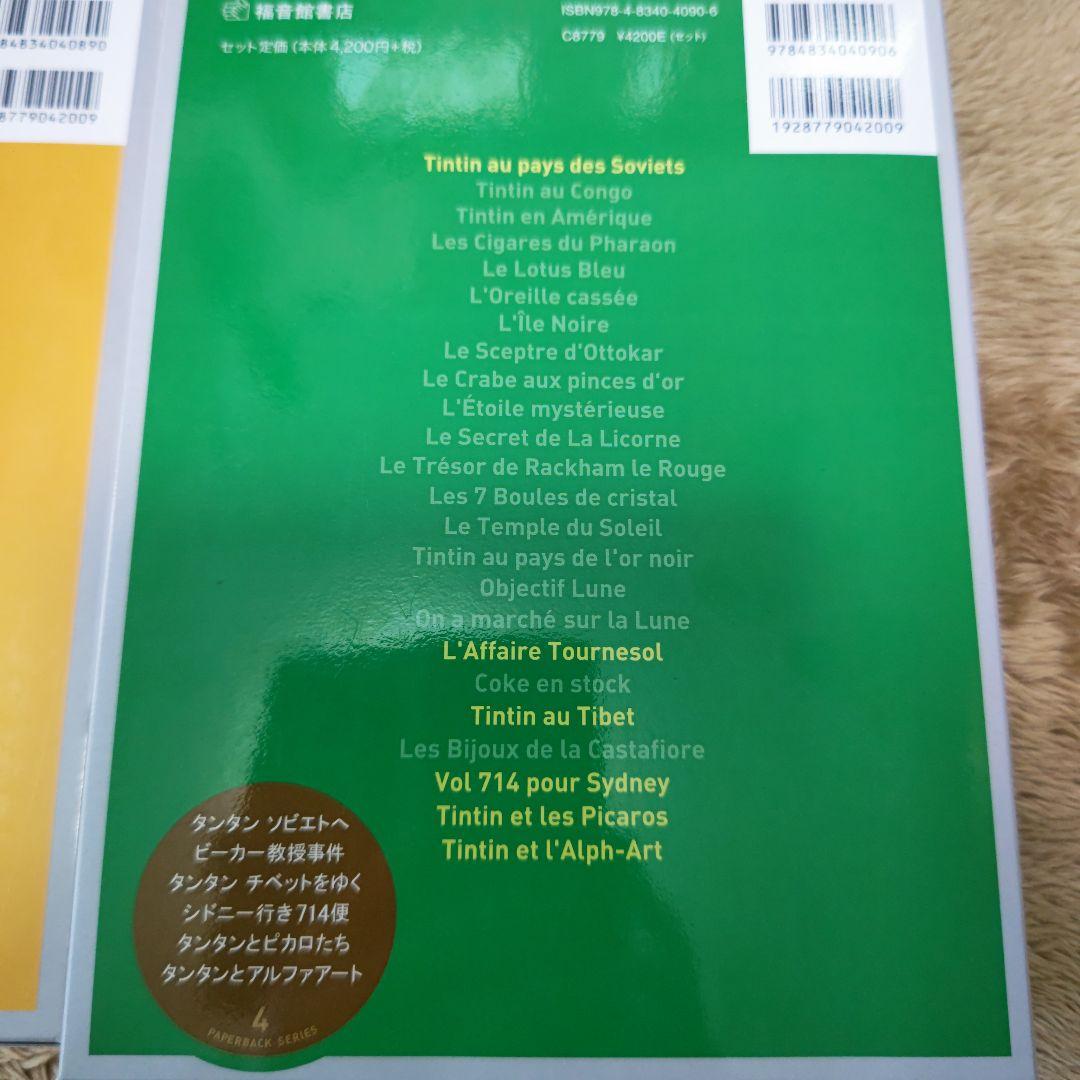 福音館書店
セット定価(本体4,200円+税)
ISBN978-4-8340-4090-6
C8779 ¥4200E(セット)
9784834040906
1928779042009
84834040890
8779042009
Tintin au pays des Soviets
Tintin au Congo
Tintin en Amérique
Les Cigares du Pharaon
Le Lotus Bleu
L'Oreille cassée
L'Île Noire
Le Sceptre d'Ottokar
Le Crabe aux pinces d'or
L'Étoile mystérieuse
Le Secret de La Licorne
Le Trésor de Rackham le Rouge
Les 7 Boules de cristal
Le Temple du Soleil
Tintin au pays de l'or noir
Objectif Lune
On a marché sur la Lune
L'Affaire Tournesol
Coke en stock
Tintin au Tibet
Les Bijoux de la Castafiore
Vol 714 pour Sydney
Tintin et les Picaros
Tintin et l'Alph-Art
タンタン ソビエトへ
ビーカー教授事件
タンタン チベットをゆく
シドニー行き714便
タンタンとピカロたち
タンタンとアルファアート
4
PAPERBACK SERIES